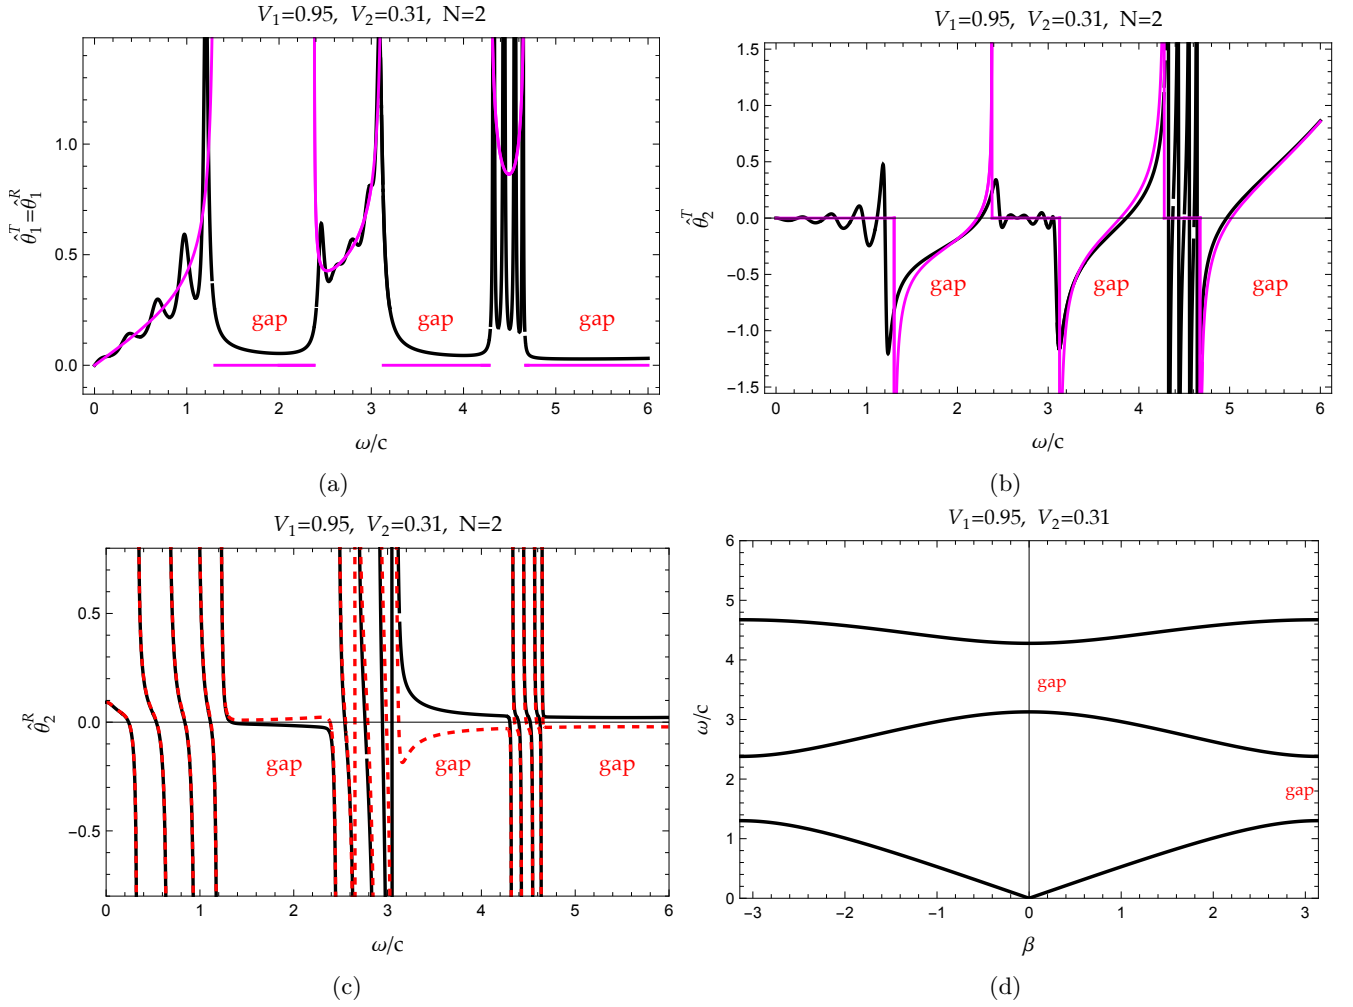 V₁=0.95, V₂=0.31, N=2
θ̂₁ᵀ=θ̂₁ᴿ
1.0
0.5
0.0
gap
gap
gap
0 1 2 3 4 5 6
ω/c
(a)
V₁=0.95, V₂=0.31, N=2
θ̂₂ᵀ
1.5
1.0
0.5
0.0
−0.5
−1.0
−1.5
gap
gap
gap
0 1 2 3 4 5 6
ω/c
(b)
V₁=0.95, V₂=0.31, N=2
θ̂₂ᴿ
0.5
0.0
−0.5
gap
gap
gap
0 1 2 3 4 5 6
ω/c
(c)
V₁=0.95, V₂=0.31
ω/c
6
5
4
3
2
1
0
gap
gap
−3 −2 −1 0 1 2 3
β
(d)